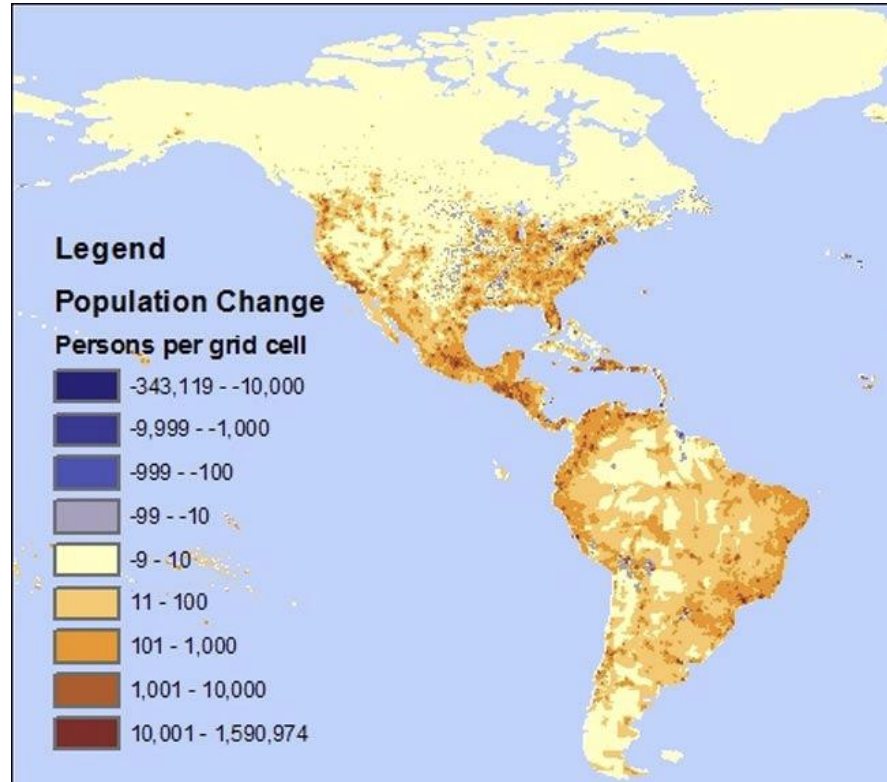 Legend
Population Change
Persons per grid cell
-343,119 - -10,000
-9,999 - -1,000
-999 - -100
-99 - -10
-9 - 10
11 - 100
101 - 1,000
1,001 - 10,000
10,001 - 1,590,974